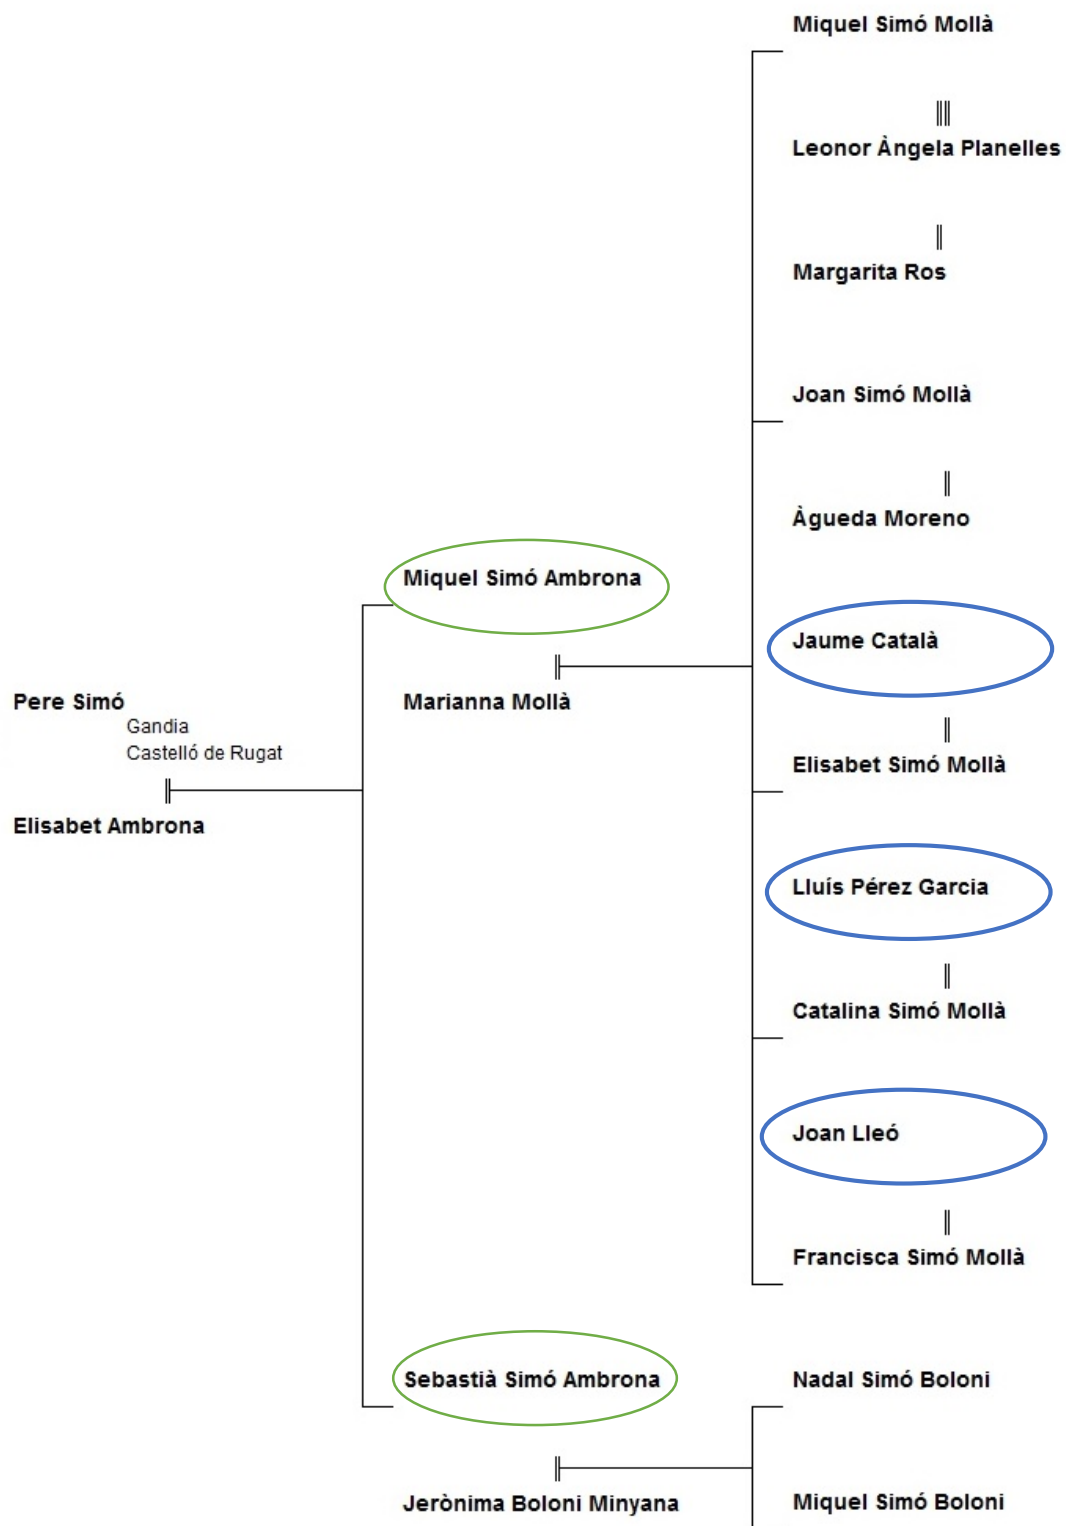 Miquel Simó Mollà
Leonor Àngela Planelles
Margarita Ros
Joan Simó Mollà
Àgueda Moreno
Miquel Simó Ambrona
Jaume Català
Pere Simó
Gandia
Castelló de Rugat
Marianna Mollà
Elisabet Simó Mollà
Elisabet Ambrona
Lluís Pérez Garcia
Catalina Simó Mollà
Joan Lleó
Francisca Simó Mollà
Sebastià Simó Ambrona
Nadal Simó Boloni
Jerònima Boloni Minyana
Miquel Simó Boloni